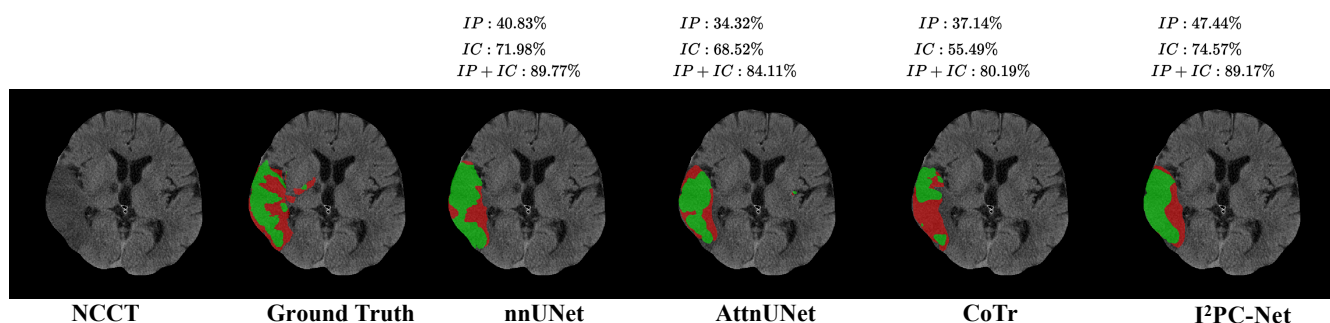 IP : 40.83% IP : 34.32% IP : 37.14% IP : 47.44%
IC : 71.98% IC : 68.52% IC : 55.49% IC : 74.57%
IP + IC : 89.77% IP + IC : 84.11% IP + IC : 80.19% IP + IC : 89.17%
NCCT Ground Truth nnUNet AttnUNet CoTr I²PC-Net